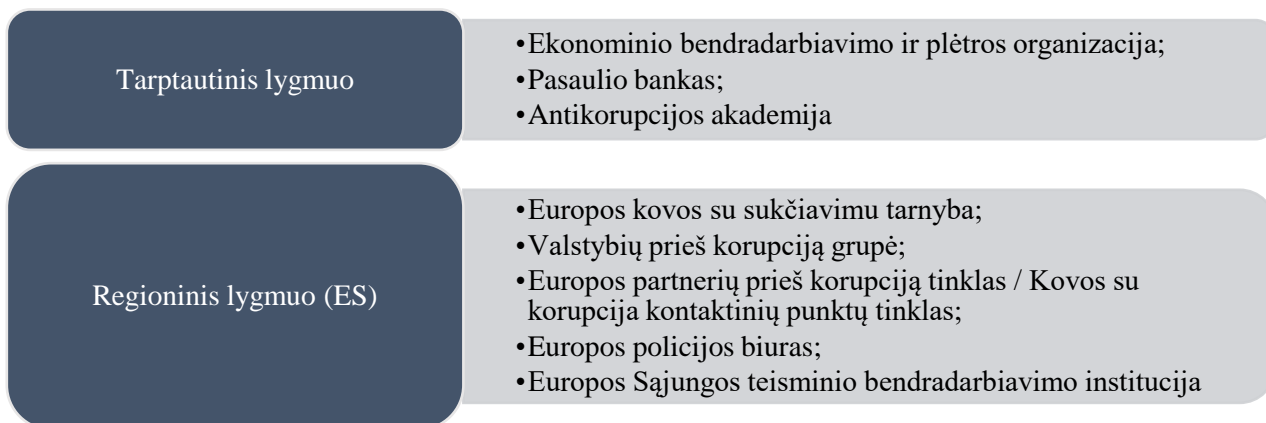 Tarptautinis lygmuo
•Ekonominio bendradarbiavimo ir plėtros organizacija;
•Pasaulio bankas;
•Antikorupcijos akademija
Regioninis lygmuo (ES)
•Europos kovos su sukčiavimu tarnyba;
•Valstybių prieš korupciją grupė;
•Europos partnerių prieš korupciją tinklas / Kovos su
korupcija kontaktinių punktų tinklas;
•Europos policijos biuras;
•Europos Sąjungos teisminio bendradarbiavimo institucija